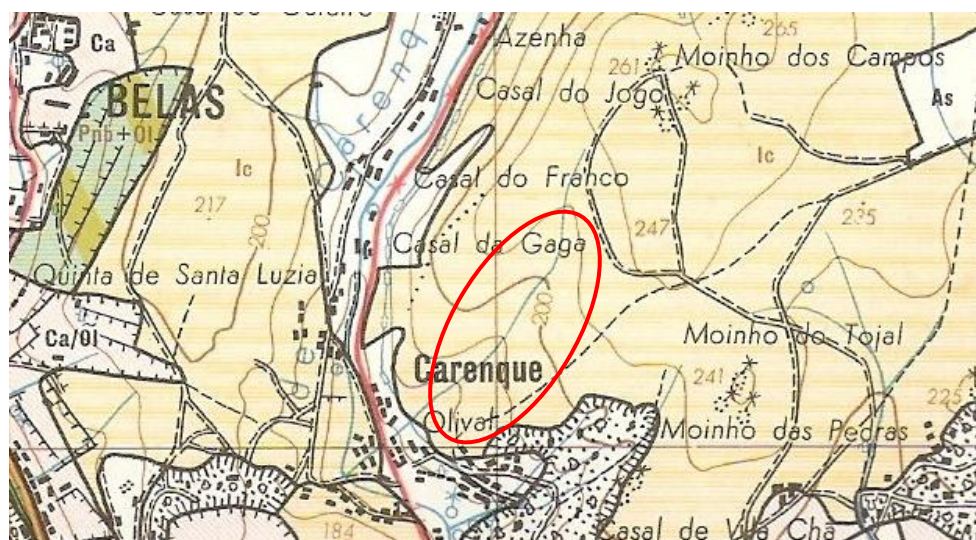 Azenha
265
Ca
261
Moinho dos Campos
BELAS
Casal do Jogo
As
Pnb+Ol
Ic
Ic
Casal do Franco
217
200
247
235
Casal da Gaga
Quinta de Santa Luzia
200
Ca/Ol
Moinho do Tojal
Carenque
241
225
Olival
Moinho das Pedras
184
Casal de Vila Chã